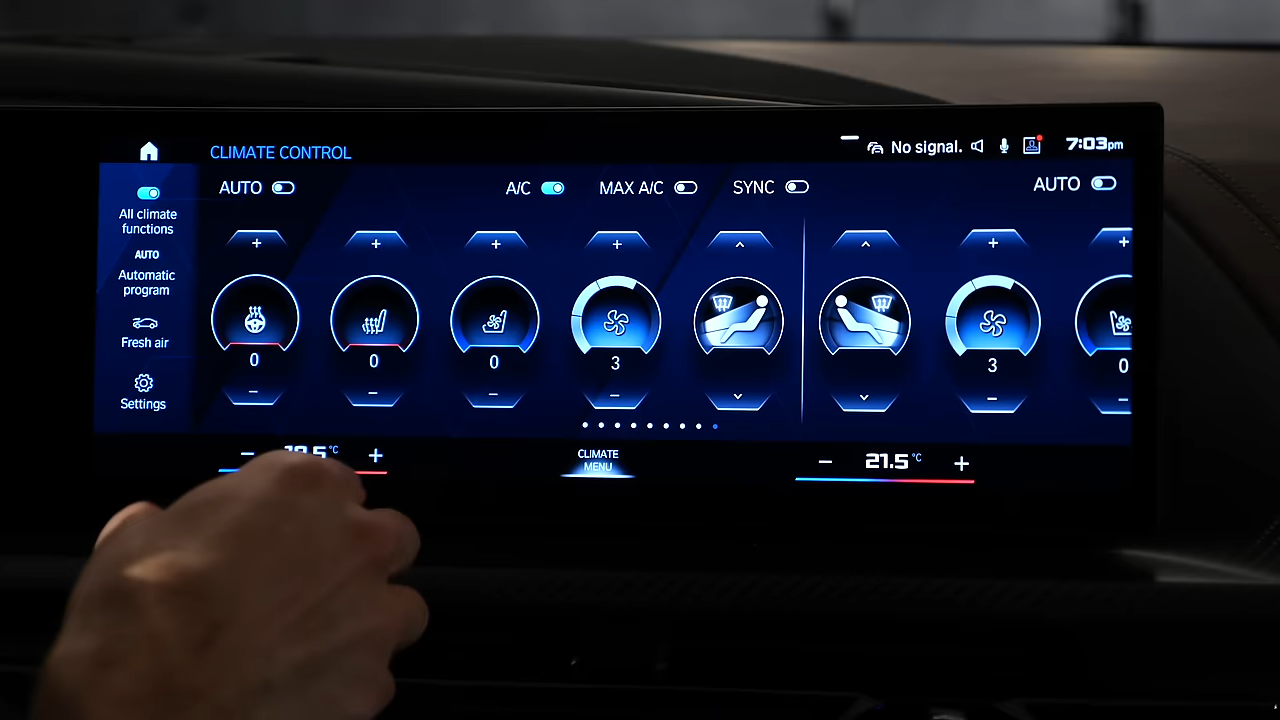 CLIMATE CONTROL
No signal.
7:03pm
AUTO
A/C
MAX A/C
SYNC
AUTO
All climate
functions
AUTO
Automatic
program
Fresh air
Settings
+ + + + + +
0 0 0 3 3 0
− − − − − −
− +
°C
CLIMATE
MENU
− 21.5°C +